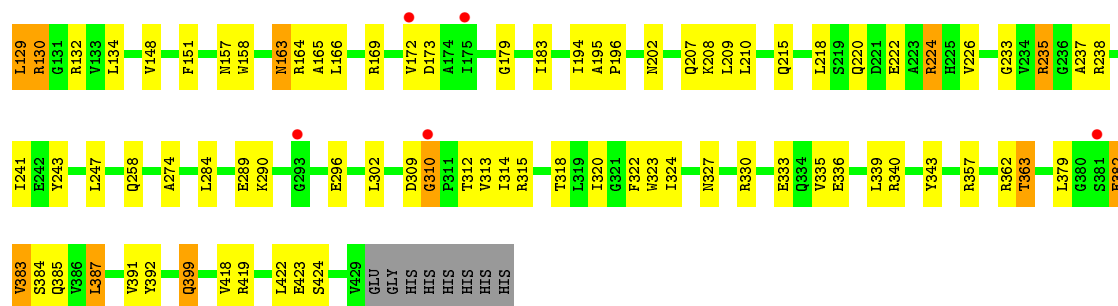 L129 R130 G131 R132 V133 L134 V148 F151 N157 W158 N163 R164 A165 L166 R169 V172 D173 A174 I175 G179 I183 I194 A195 P196 N202 Q207 K208 L209 L210 Q215 L218 S219 Q220 D221 E222 A223 R224 H225 V226 G233 V234 R235 G236 A237 R238
I241 E242 Y243 L247 Q258 A274 L284 E289 K290 G293 E296 L302 D309 G310 P311 T312 V313 I314 R315 T318 L319 I320 G321 F322 W323 I324 N327 R330 E333 Q334 V335 E336 L339 R340 Y343 R357 R362 T363 L379 G380 S381
V383 S384 Q385 V386 L387 V391 Y392 Q399 V418 R419 L422 E423 S424 V429 GLU GLY HIS HIS HIS HIS HIS HIS